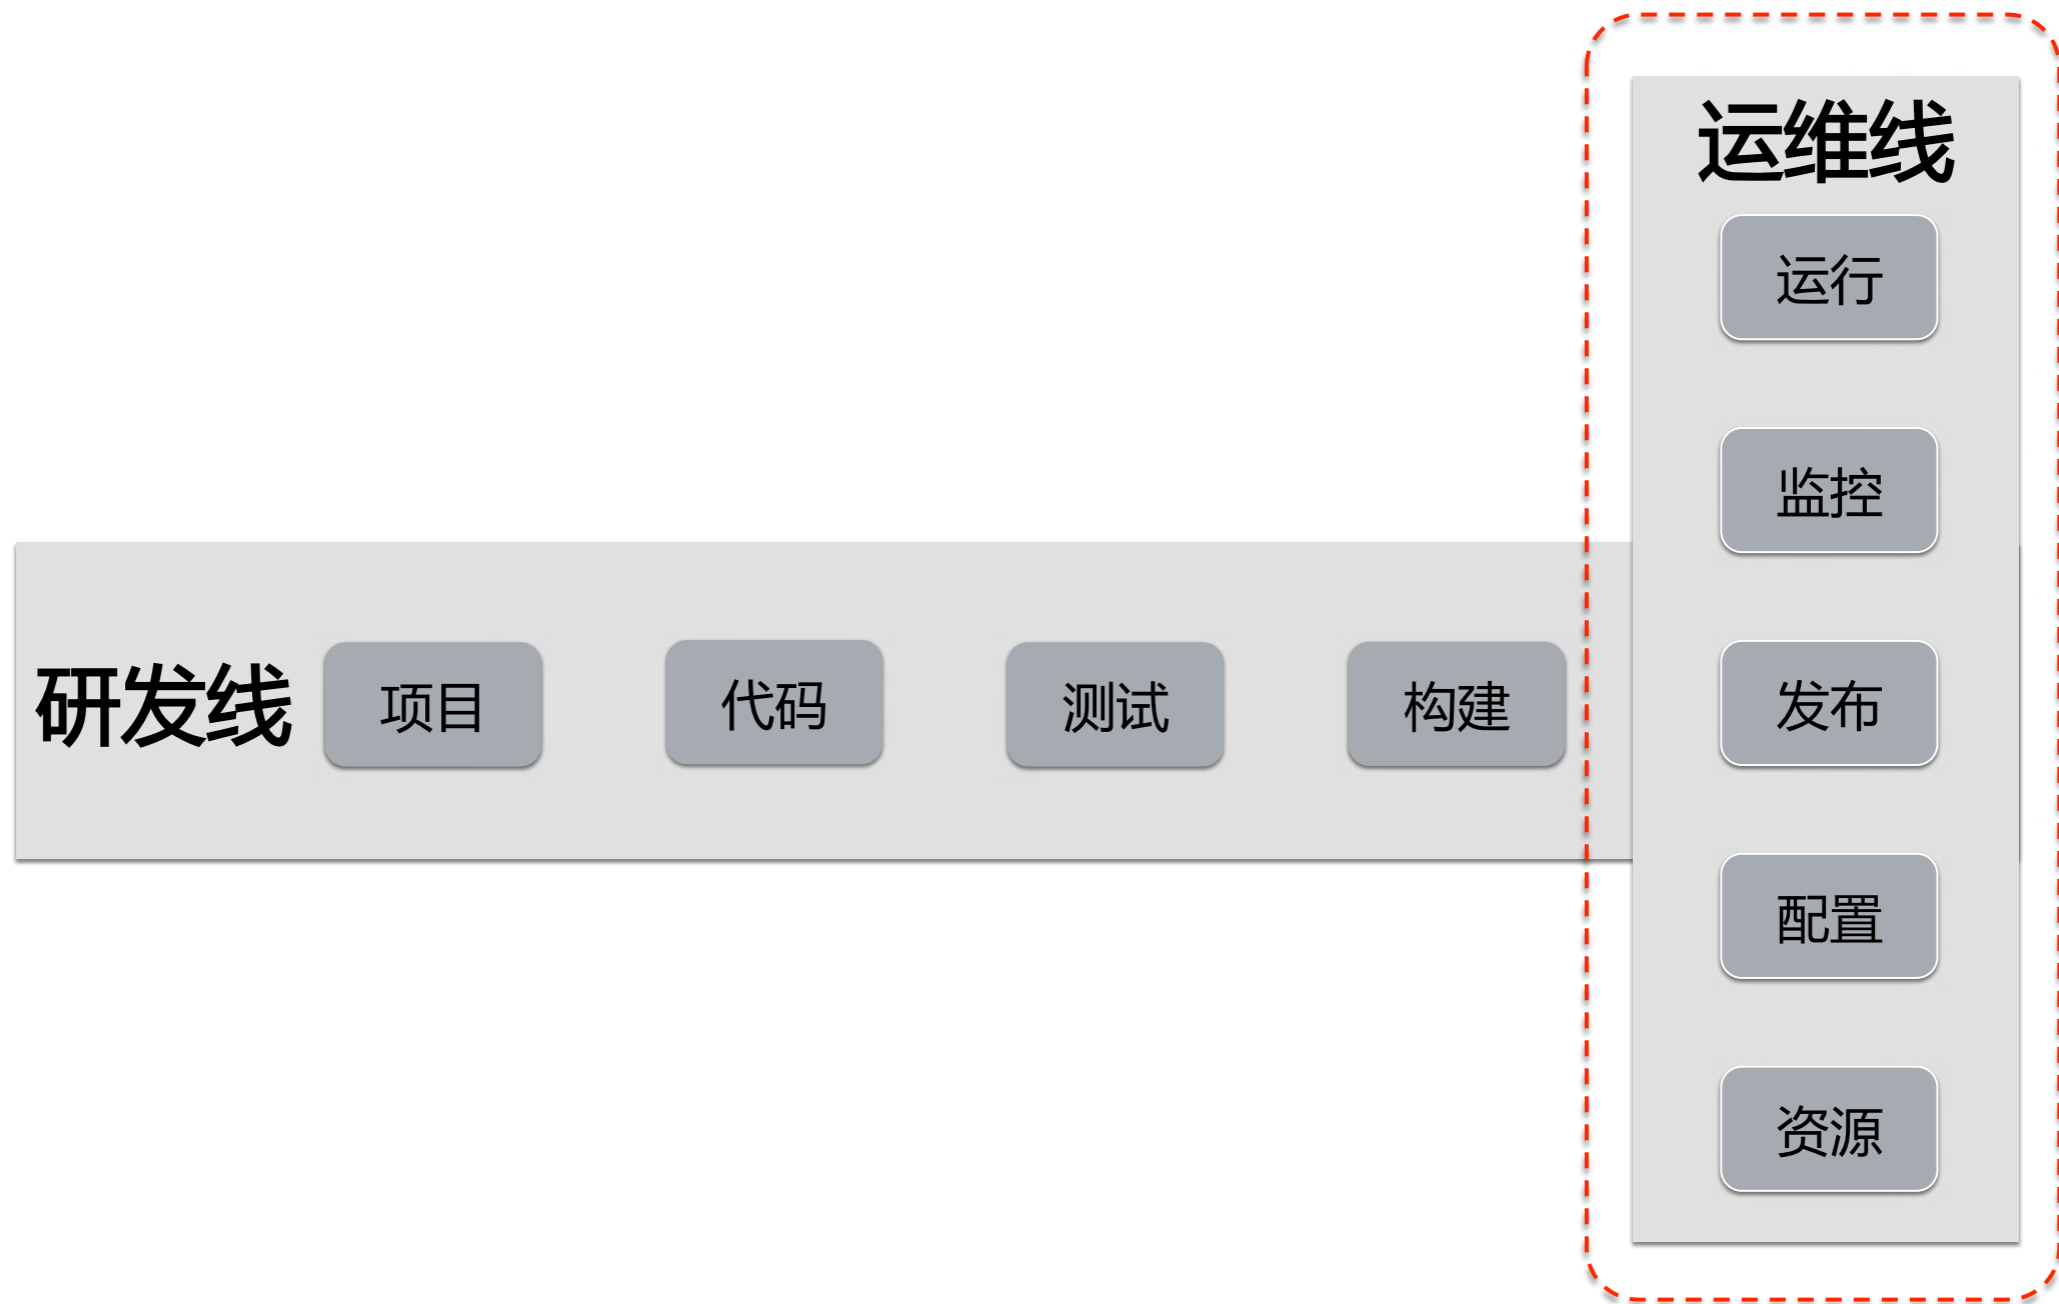 运维线
运行
监控
研发线
项目
代码
测试
构建
发布
配置
资源